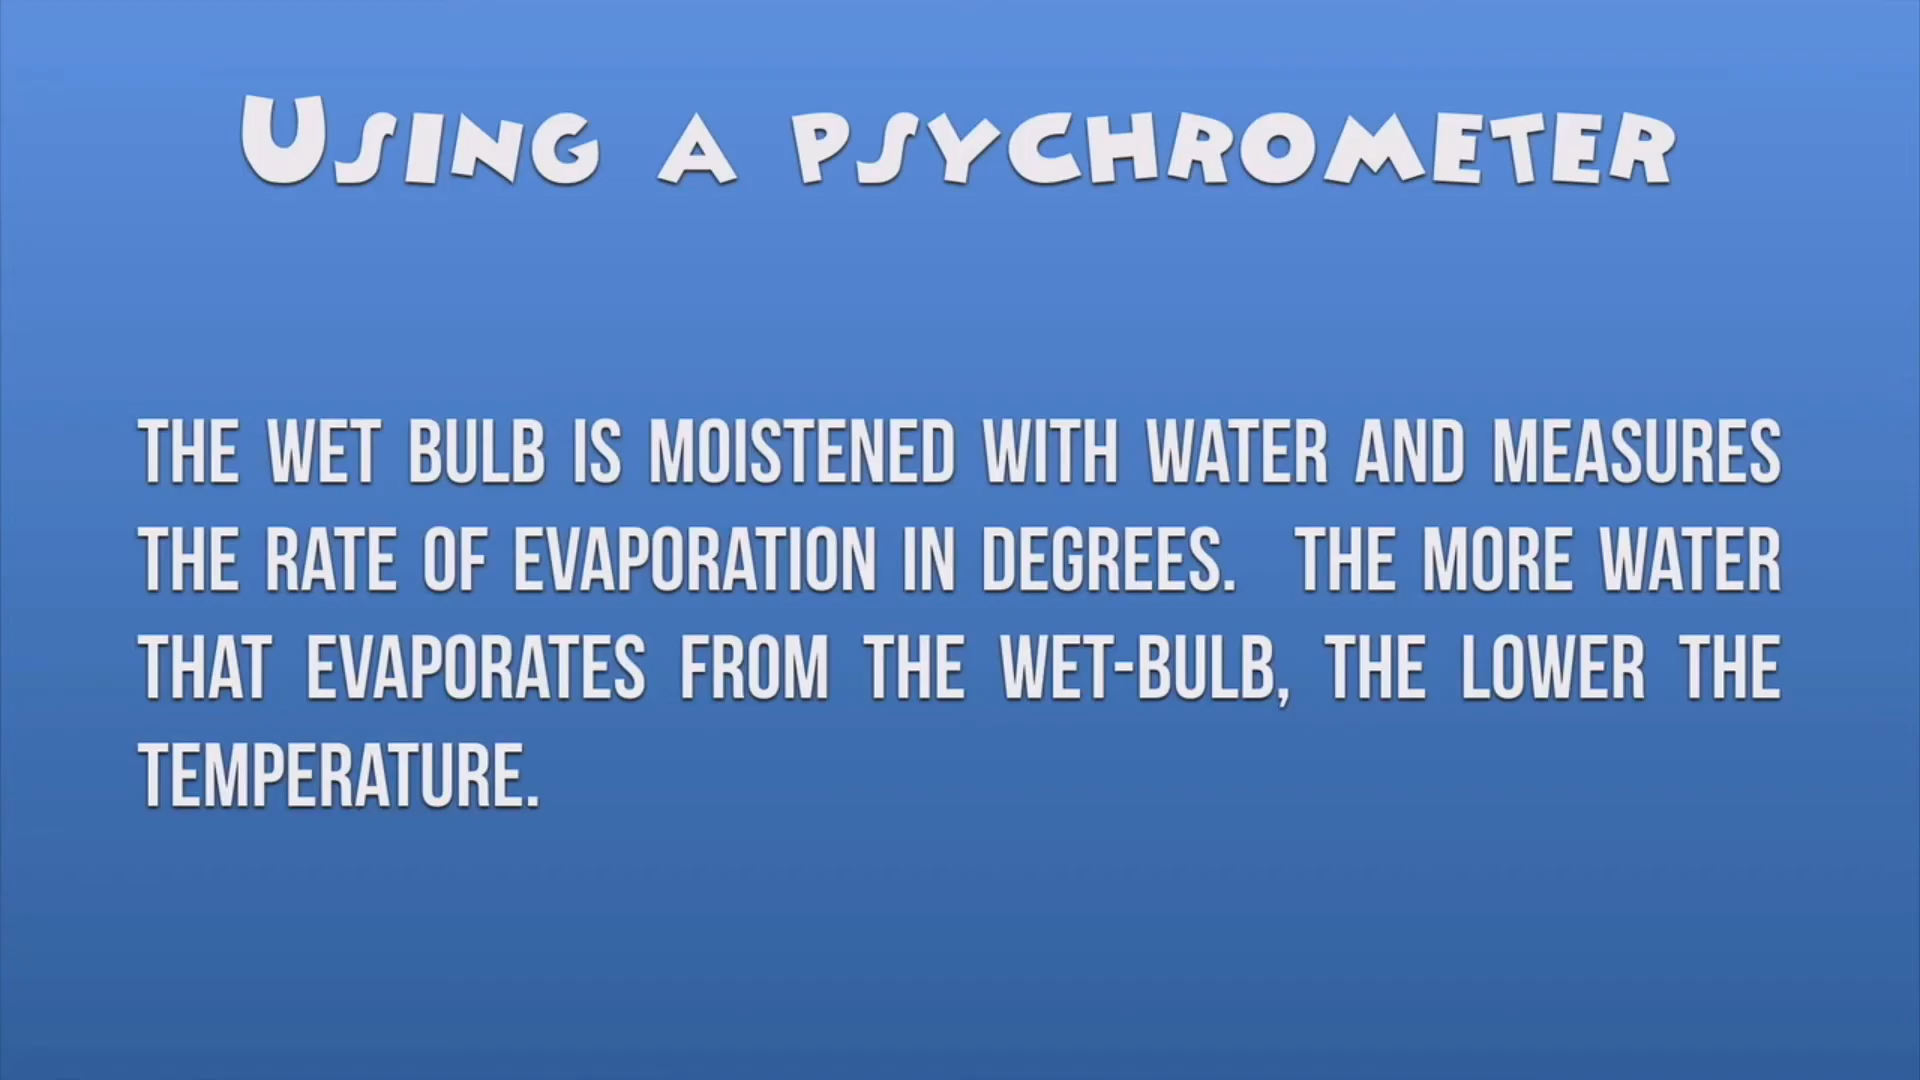 Using a psychrometer
THE WET BULB IS MOISTENED WITH WATER AND MEASURES
THE RATE OF EVAPORATION IN DEGREES. THE MORE WATER
THAT EVAPORATES FROM THE WET-BULB, THE LOWER THE
TEMPERATURE.